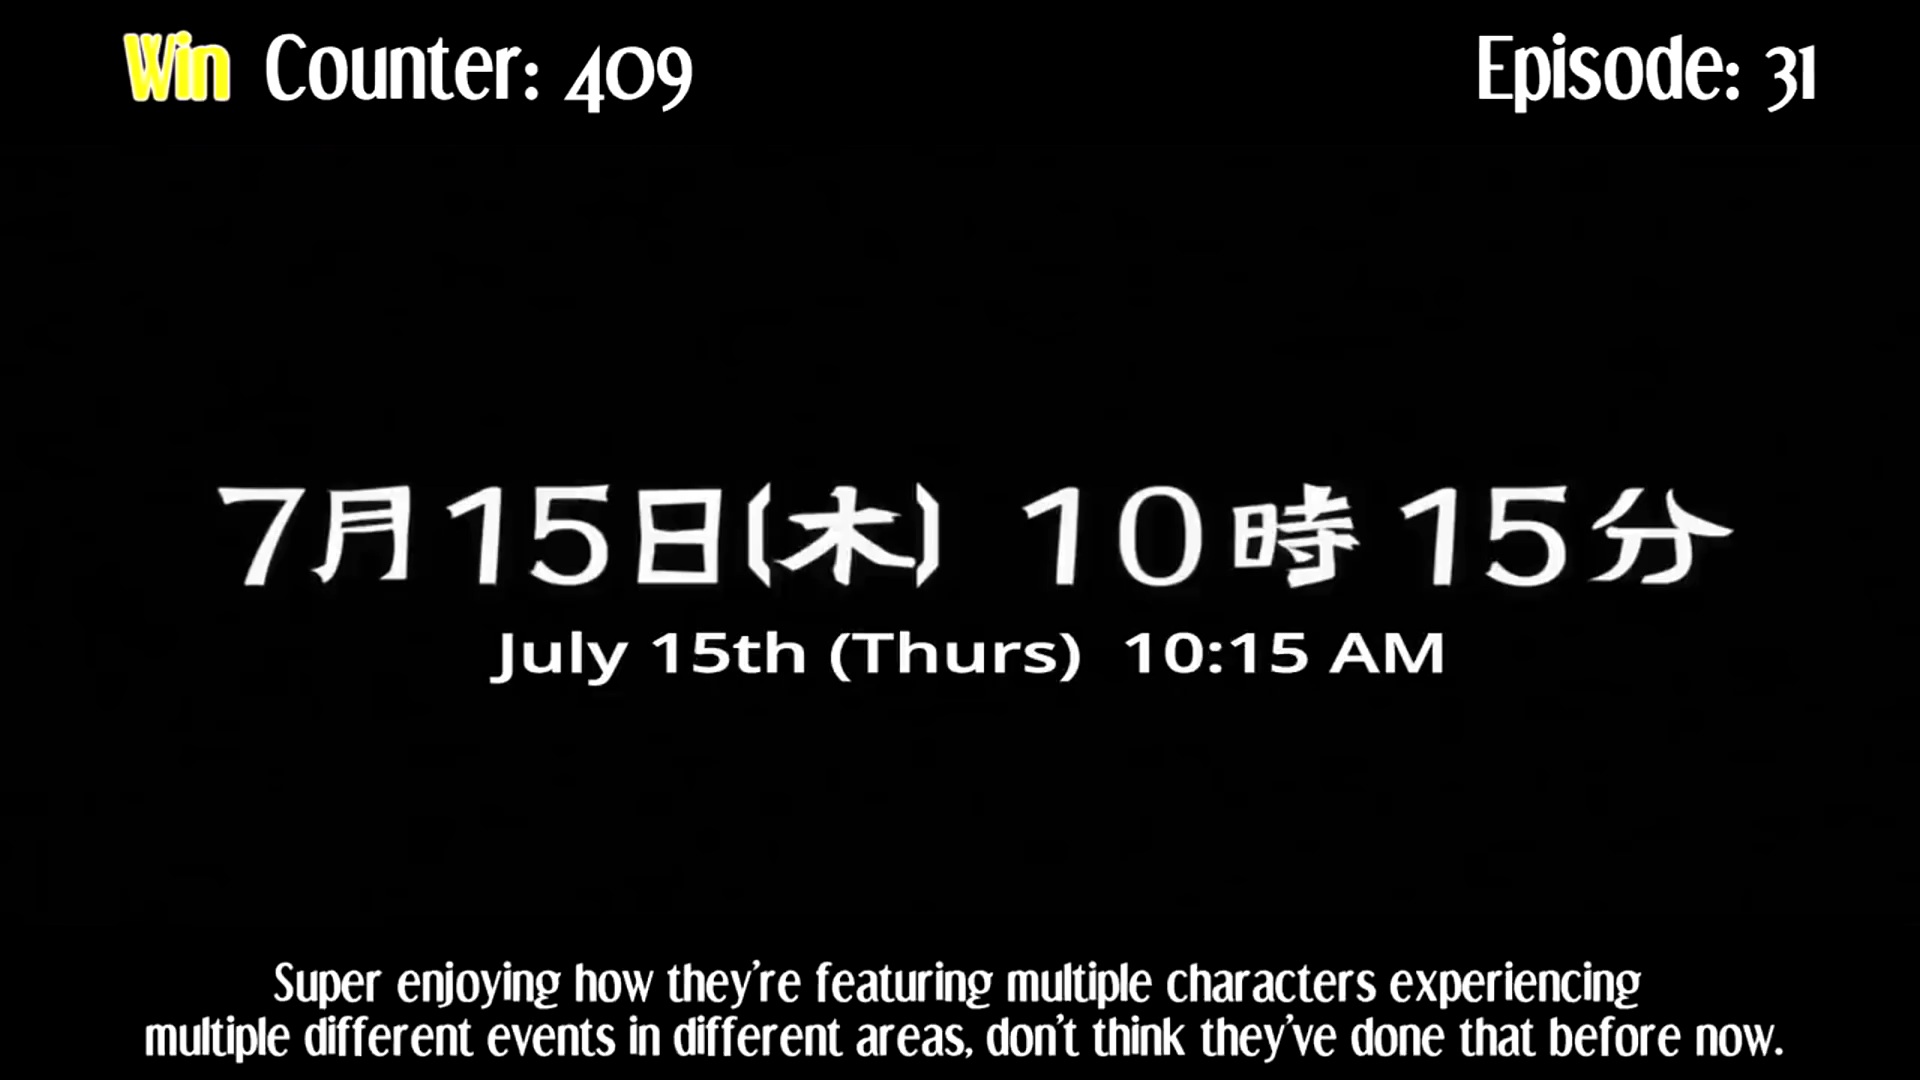 Win Counter: 409
Episode: 31
7月15日(木) 10時15分
July 15th (Thurs) 10:15 AM
Super enjoying how they're featuring multiple characters experiencing
multiple different events in different areas, don't think they've done that before now.